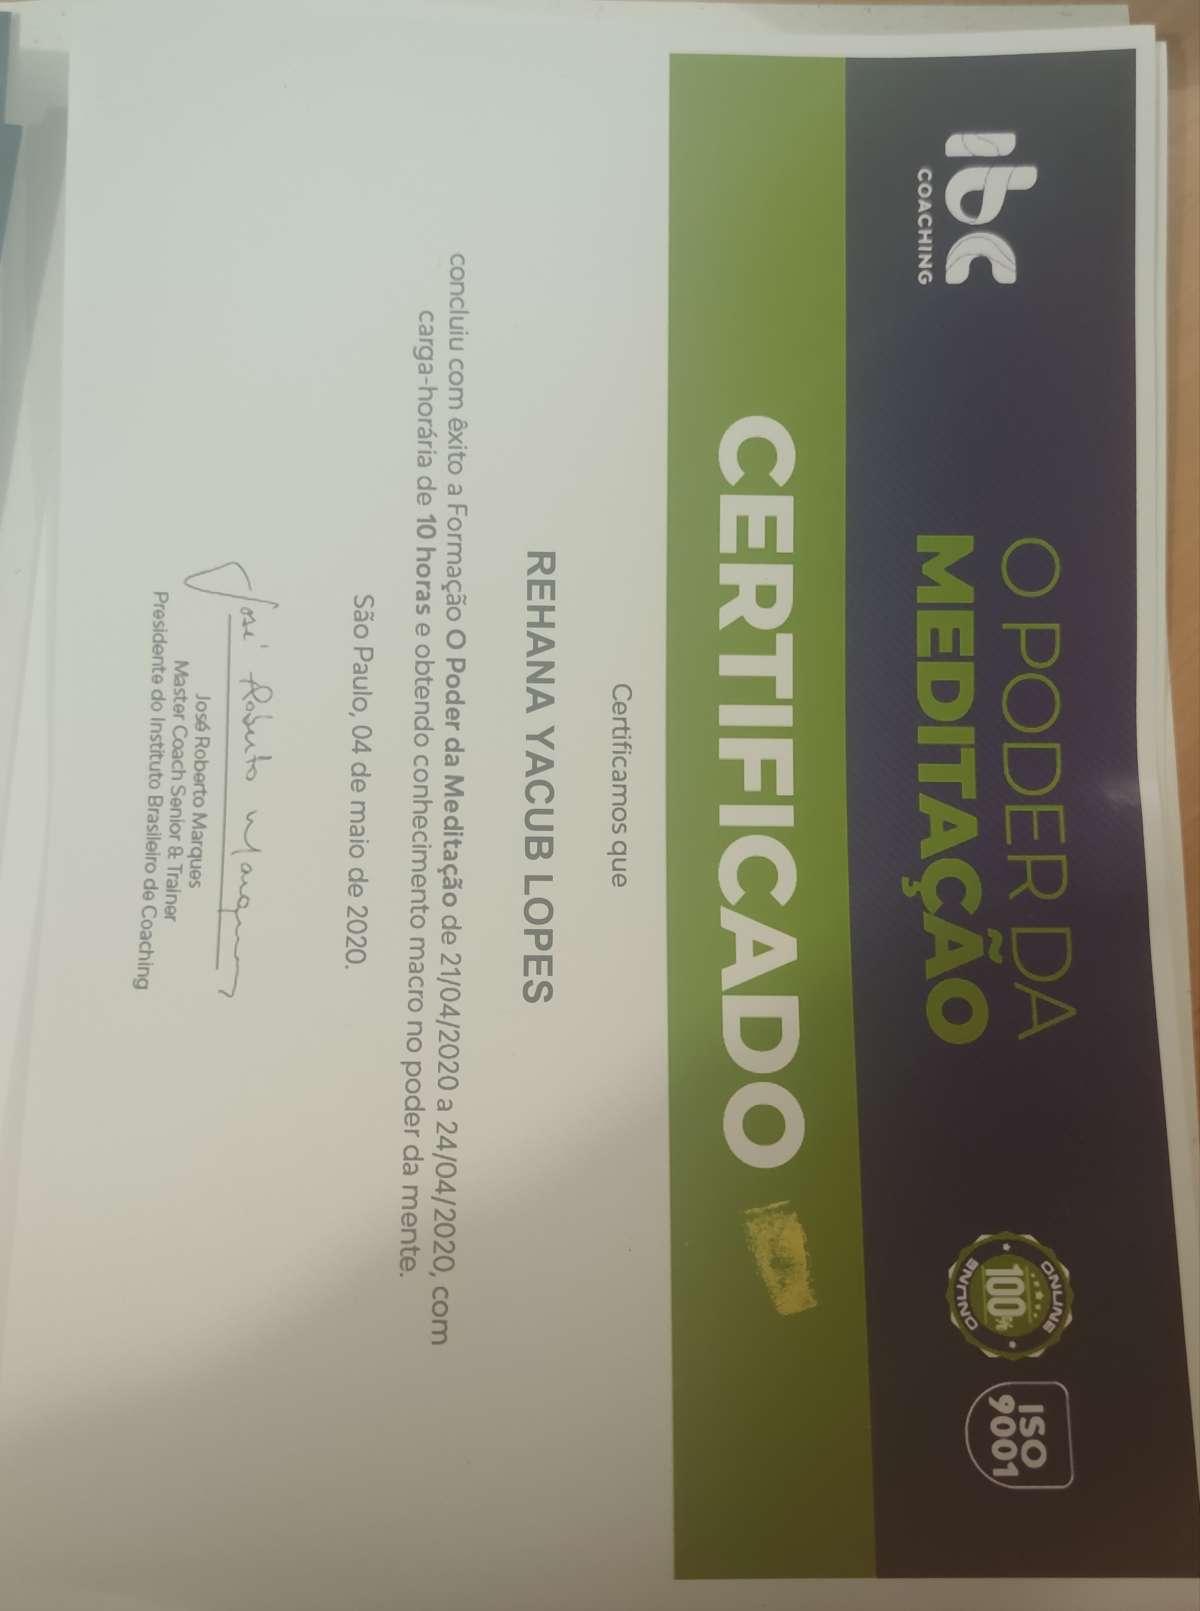 ibc
COACHING
O PODER DA
MEDITAÇÃO
ONLINE
100%
ONLINE
ISO
9001
CERTIFICADO
Certificamos que
REHANA YACUB LOPES
concluiu com êxito a Formação O Poder da Meditação de 21/04/2020 a 24/04/2020, com
carga-horária de 10 horas e obtendo conhecimento macro no poder da mente.
São Paulo, 04 de maio de 2020.
José Roberto Marques
José Roberto Marques
Master Coach Senior & Trainer
Presidente do Instituto Brasileiro de Coaching